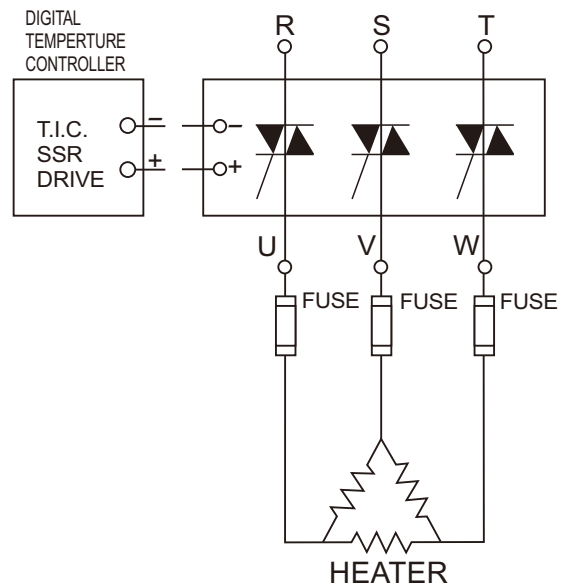 DIGITAL
TEMPERTURE
CONTROLLER
R S T
T.I.C.
SSR
DRIVE
− −
+ +
U V W
FUSE FUSE FUSE
HEATER